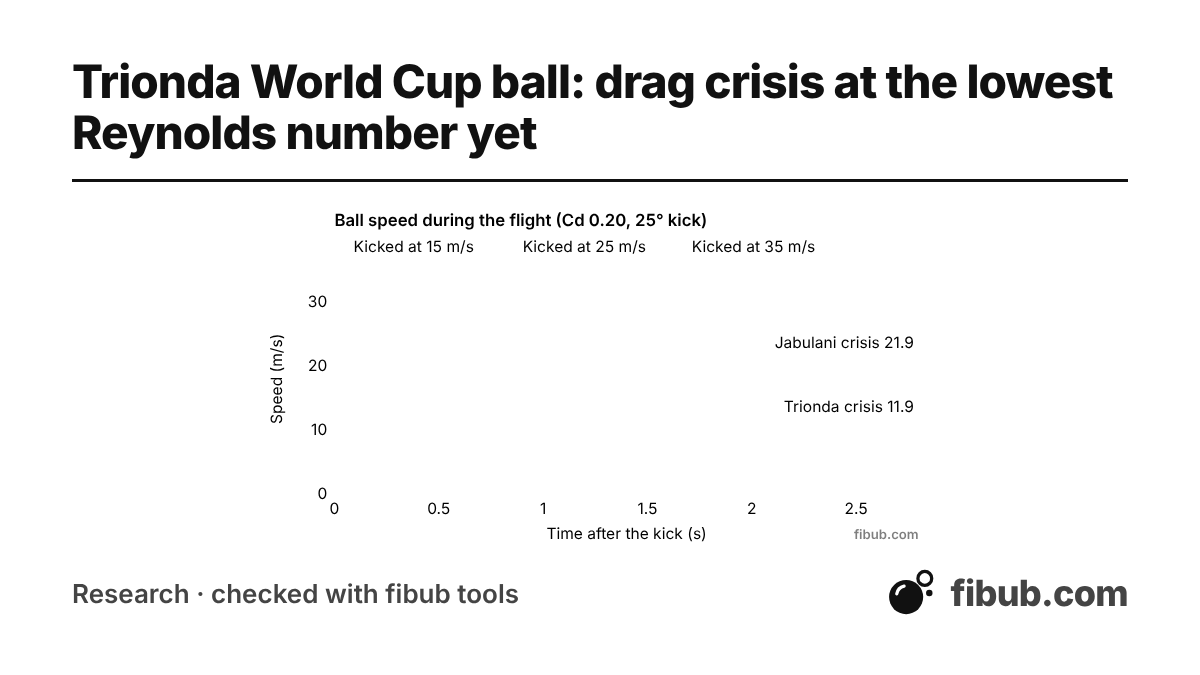 Trionda World Cup ball: drag crisis at the lowest
Reynolds number yet
Ball speed during the flight (Cd 0.20, 25° kick)
Kicked at 15 m/s Kicked at 25 m/s Kicked at 35 m/s
30
Jabulani crisis 21.9
Speed (m/s)
20
Trionda crisis 11.9
10
0
0 0.5 1 1.5 2 2.5
Time after the kick (s)
fibub.com
Research · checked with fibub tools
fibub.com